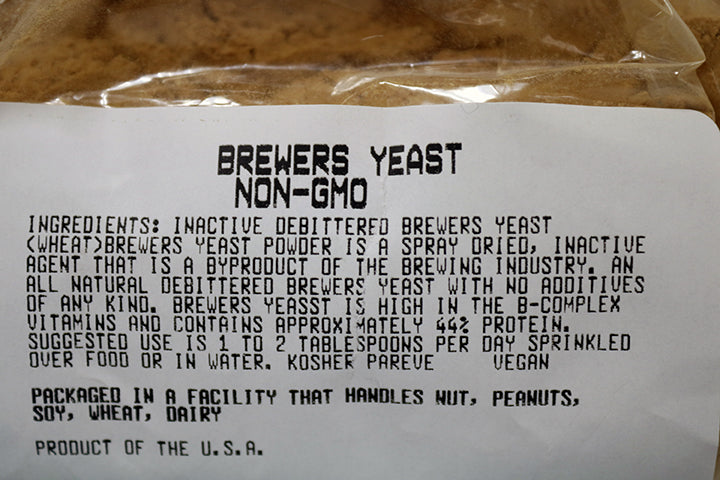 BREWERS YEAST
NON-GMO
INGREDIENTS: INACTIVE DEBITTERED BREWERS YEAST
(WHEAT)BREWERS YEAST POWDER IS A SPRAY DRIED, INACTIVE
AGENT THAT IS A BYPRODUCT OF THE BREWING INDUSTRY. AN
ALL NATURAL DEBITTERED BREWERS YEAST WITH NO ADDITIVES
OF ANY KIND. BREWERS YEASST IS HIGH IN THE B-COMPLEX
VITAMINS AND CONTAINS APPROXIMATELY 44% PROTEIN.
SUGGESTED USE IS 1 TO 2 TABLESPOONS PER DAY SPRINKLED
OVER FOOD OR IN WATER. KOSHER PAREVE VEGAN
PACKAGED IN A FACILITY THAT HANDLES NUT, PEANUTS,
SOY, WHEAT, DAIRY
PRODUCT OF THE U.S.A.